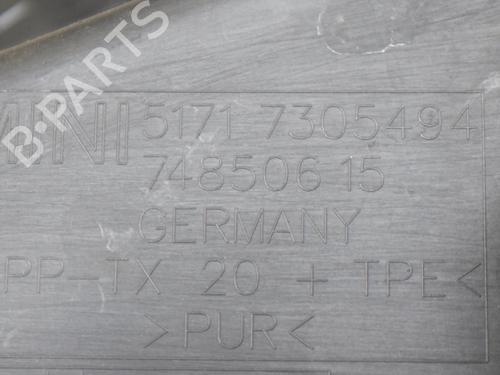 B·PARTS
MINI 5171 7305494
748506 15
GERMANY
PP-TX 20 + TPE<
>PUR<